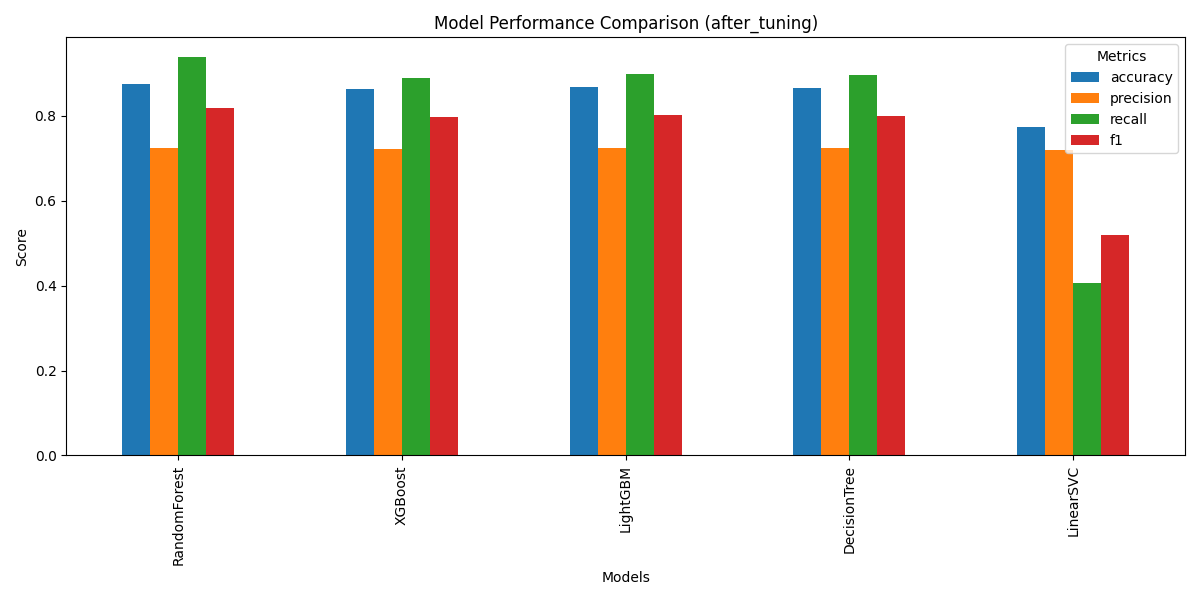 Model Performance Comparison (after_tuning)
Metrics
accuracy
precision
recall
f1
Score
0.8
0.6
0.4
0.2
0.0
RandomForest
XGBoost
LightGBM
DecisionTree
LinearSVC
Models